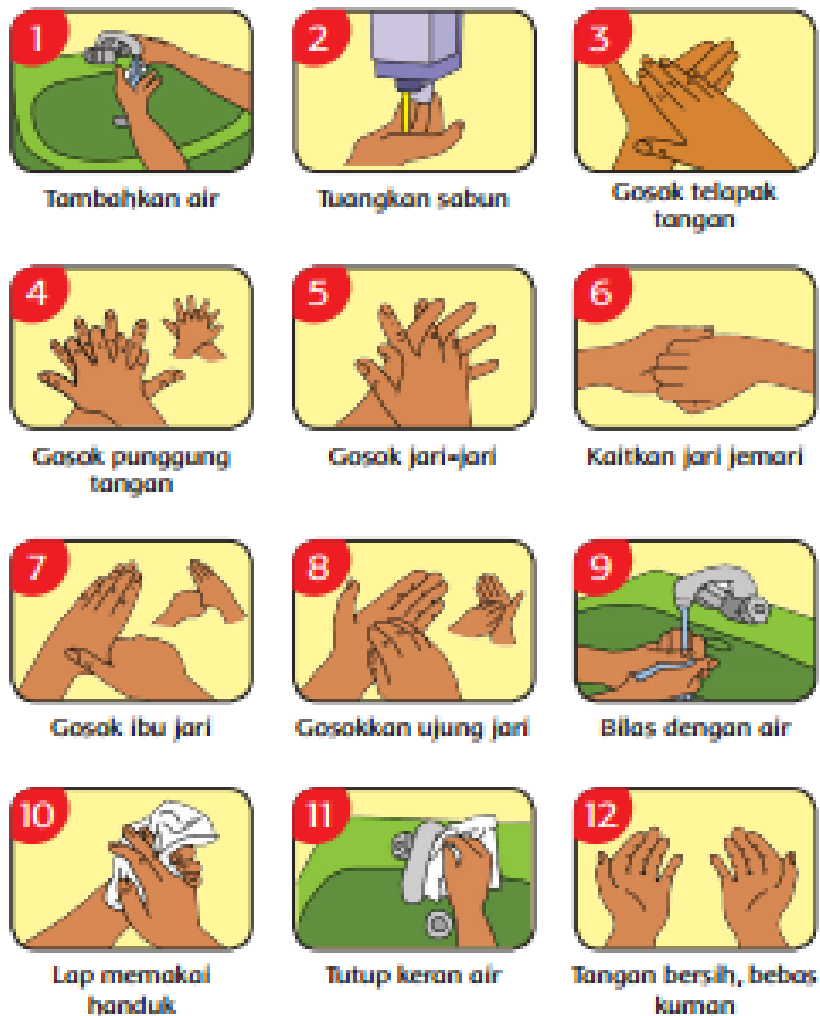 1
Tambahkan air
2
Tuangkan sabun
3
Gosok telapak
tangan
4
Gosok punggung
tangan
5
Gosok jari-jari
6
Kaitkan jari jemari
7
Gosok ibu jari
8
Gosokkan ujung jari
9
Bilas dengan air
10
Lap memakai
handuk
11
Tutup keran air
12
Tangan bersih, bebas
kuman